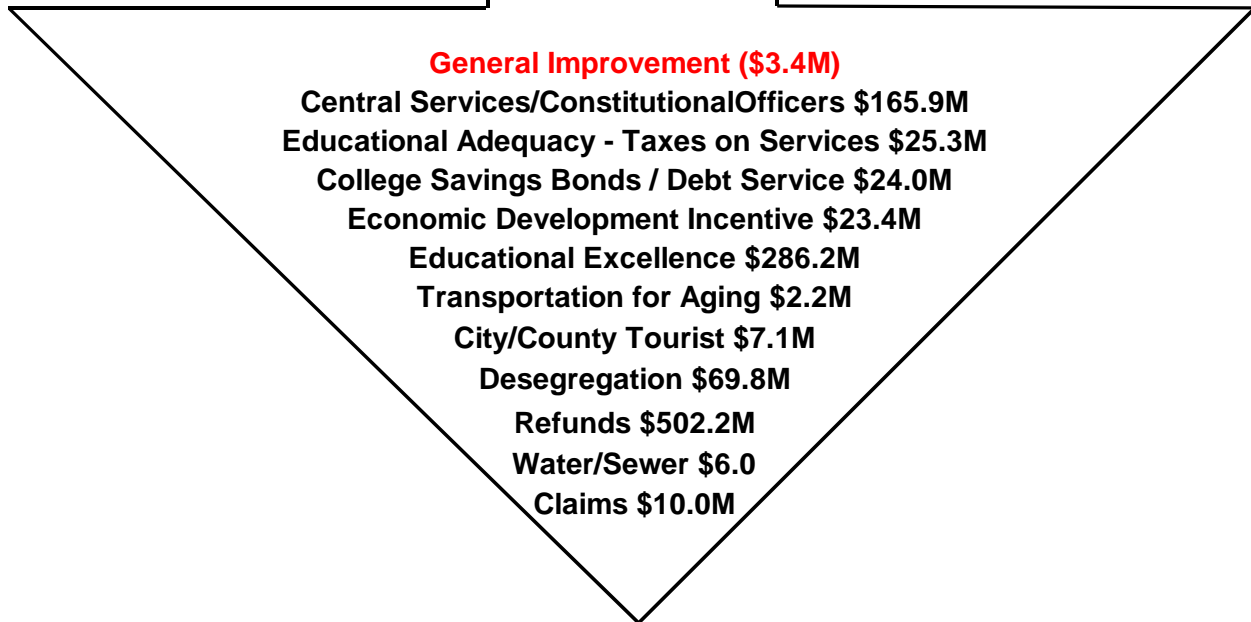 General Improvement ($3.4M)
Central Services/ConstitutionalOfficers $165.9M
Educational Adequacy - Taxes on Services $25.3M
College Savings Bonds / Debt Service $24.0M
Economic Development Incentive $23.4M
Educational Excellence $286.2M
Transportation for Aging $2.2M
City/County Tourist $7.1M
Desegregation $69.8M
Refunds $502.2M
Water/Sewer $6.0
Claims $10.0M